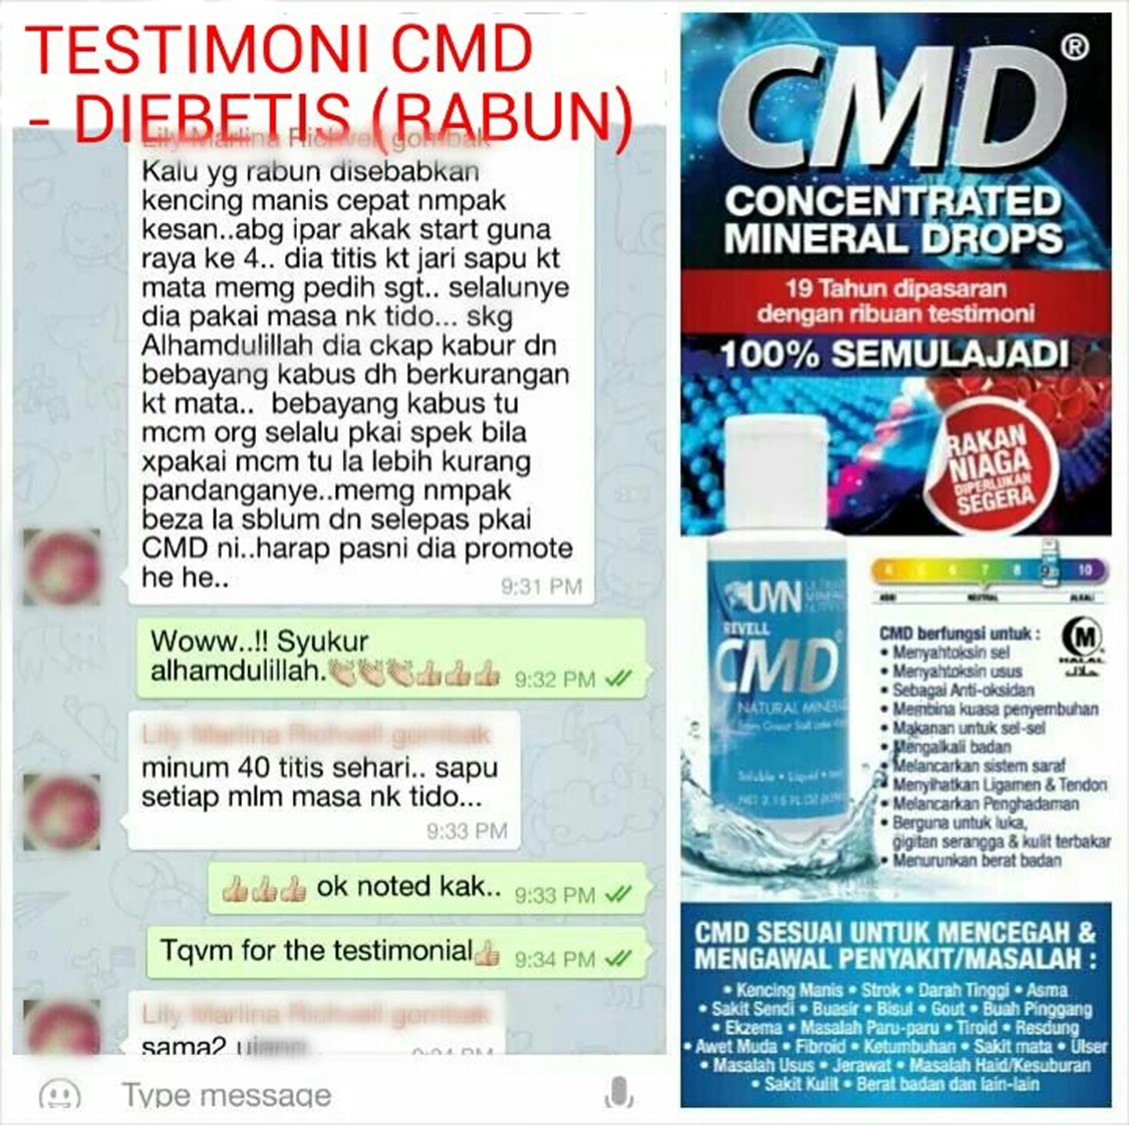 TESTIMONI CMD
- DIEBETIS (RABUN)
Kalu yg rabun disebabkan
kencing manis cepat nmpak
kesan..abg ipar akak start guna
raya ke 4.. dia titis kt jari sapu kt
mata memg pedih sgt.. selalunye
dia pakai masa nk tido... skg
Alhamdulillah dia ckap kabur dn
bebayang kabus dh berkurangan
kt mata.. bebayang kabus tu
mcm org selalu pkai spek bila
xpakai mcm tu la lebih kurang
pandanganye..memg nmpak
beza la sblum dn selepas pkai
CMD ni..harap pasni dia promote
he he..
9:31 PM
Woww..!! Syukur
alhamdulillah.👏👏👏👍👍👍 9:32 PM
minum 40 titis sehari.. sapu
setiap mlm masa nk tido...
9:33 PM
👍👍👍 ok noted kak.. 9:33 PM
Tqvm for the testimonial👍 9:34 PM
sama2
Type message
CMD®
CONCENTRATED
MINERAL DROPS
19 Tahun dipasaran
dengan ribuan testimoni
100% SEMULAJADI
RAKAN
NIAGA
DIPERLUKAN
SEGERA
UMN
REVELL
CMD®
NATURAL
7 8 9 10
CMD berfungsi untuk :
• Menyahtoksin sel
• Menyahtoksin usus
• Sebagai Anti-oksidan
• Membina kuasa penyembuhan
• Makanan untuk sel-sel
• Mengalkali badan
• Melancarkan sistem saraf
• Menyihatkan Ligamen & Tendon
• Melancarkan Penghadaman
• Berguna untuk luka,
gigitan serangga & kulit terbakar
• Menurunkan berat badan
M
HALAL
CMD SESUAI UNTUK MENCEGAH &
MENGAWAL PENYAKIT/MASALAH :
• Kencing Manis • Strok • Darah Tinggi • Asma
• Sakit Sendi • Buasir • Bisul • Gout • Buah Pinggang
• Ekzema • Masalah Paru-paru • Tiroid • Resdung
• Awet Muda • Fibroid • Ketumbuhan • Sakit mata • Ulser
• Masalah Usus • Jerawat • Masalah Haid/Kesuburan
• Sakit Kulit • Berat badan dan lain-lain